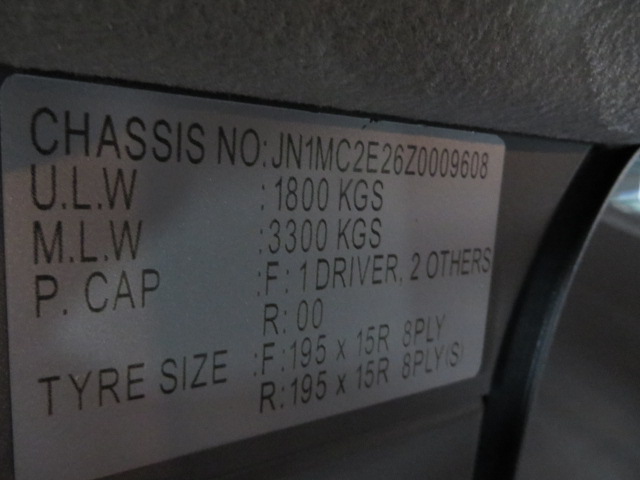 CHASSIS NO:JN1MC2E26Z0009608
U.L.W :1800 KGS
M.L.W :3300 KGS
P. CAP :F: 1 DRIVER, 2 OTHERS
R: 00
TYRE SIZE :F:195 x 15R 8PLY
R:195 x 15R 8PLY(S)